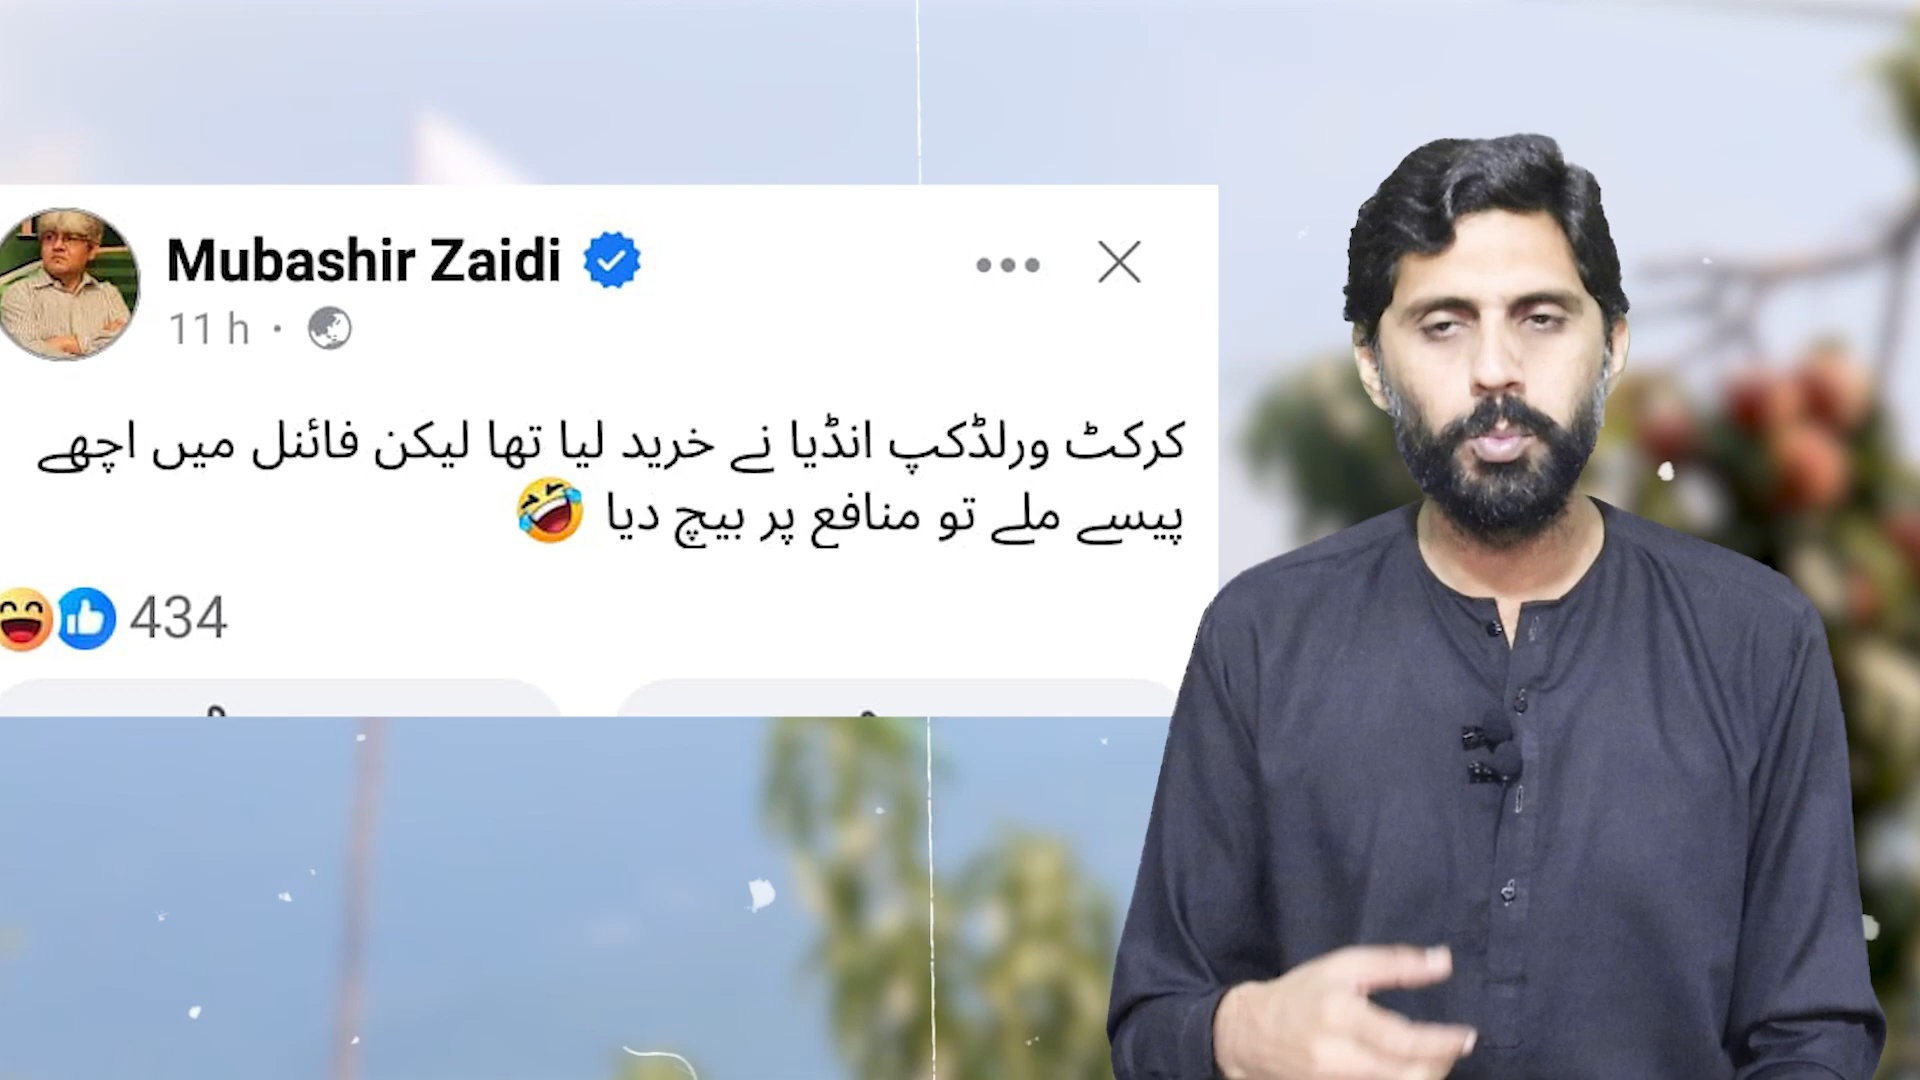 Mubashir Zaidi
11 h
کرکٹ ورلڈکپ انڈیا نے خرید لیا تھا لیکن فائنل میں اچھے
پیسے ملے تو منافع پر بیچ دیا 🤣
434